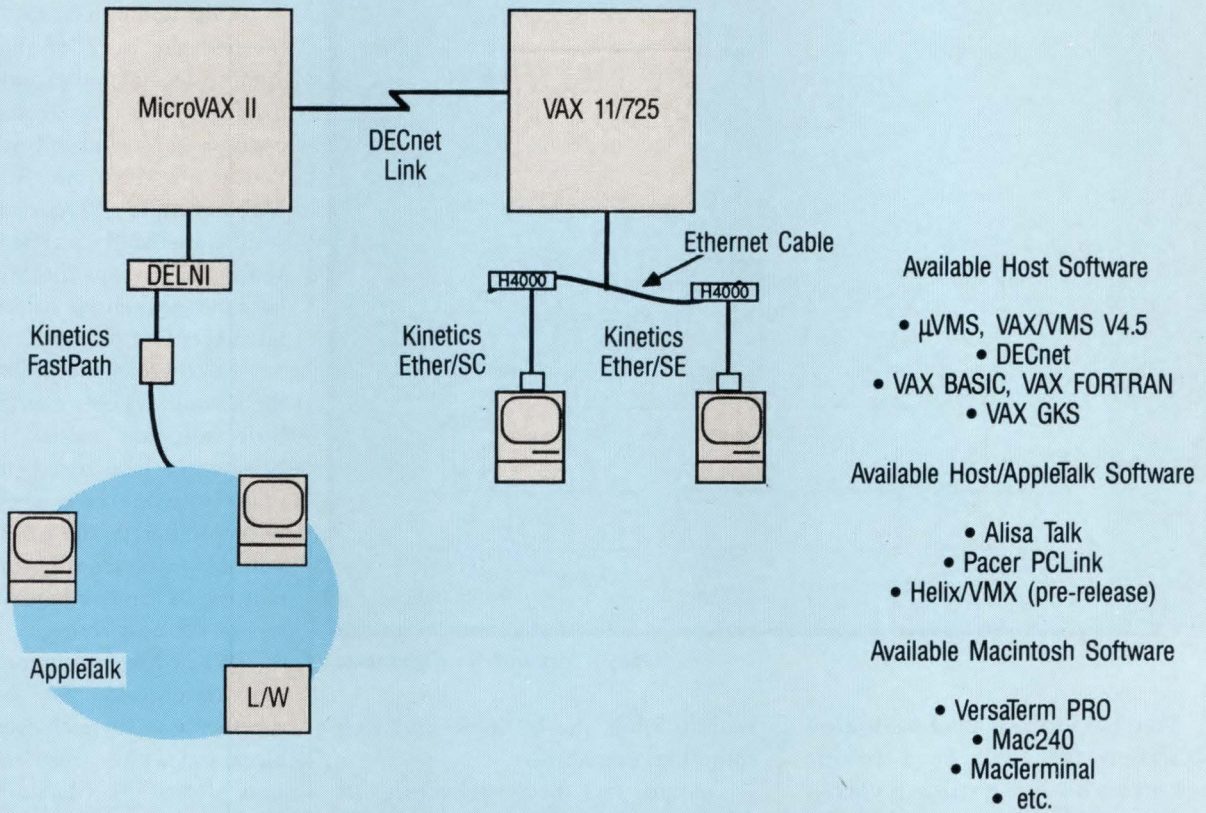 MicroVAX II
VAX 11/725
DECnet
Link
DELNI
Kinetics
FastPath
Ethernet Cable
H4000
H4000
Kinetics
Ether/SC
Kinetics
Ether/SE
AppleTalk
L/W
Available Host Software
• µVMS, VAX/VMS V4.5
• DECnet
• VAX BASIC, VAX FORTRAN
• VAX GKS
Available Host/AppleTalk Software
• Alisa Talk
• Pacer PCLink
• Helix/VMX (pre-release)
Available Macintosh Software
• VersaTerm PRO
• Mac240
• MacTerminal
• etc.